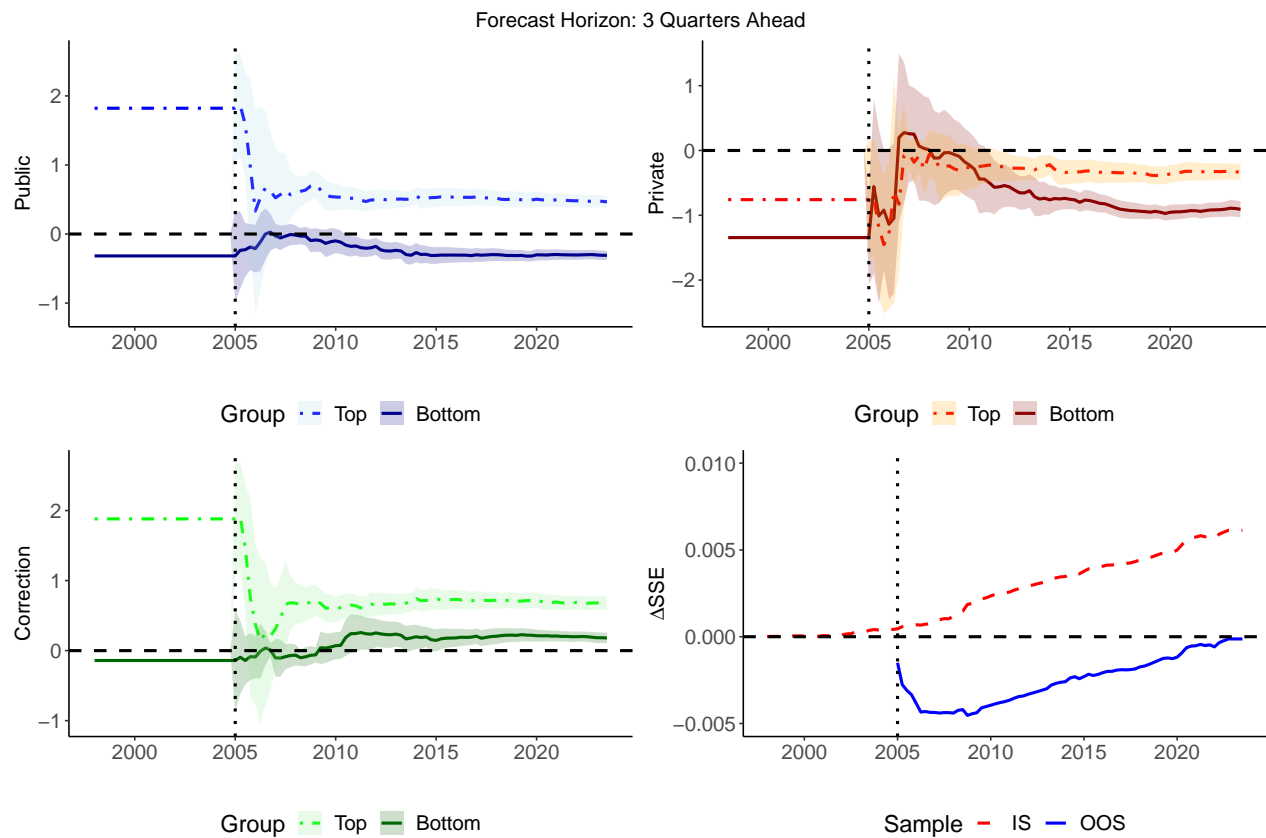 Forecast Horizon: 3 Quarters Ahead
Public
2
1
0
−1
2000 2005 2010 2015 2020
Group Top Bottom
Private
1
0
−1
−2
2000 2005 2010 2015 2020
Group Top Bottom
Correction
2
1
0
−1
2000 2005 2010 2015 2020
Group Top Bottom
ΔSSE
0.010
0.005
0.000
−0.005
2000 2005 2010 2015 2020
Sample IS OOS